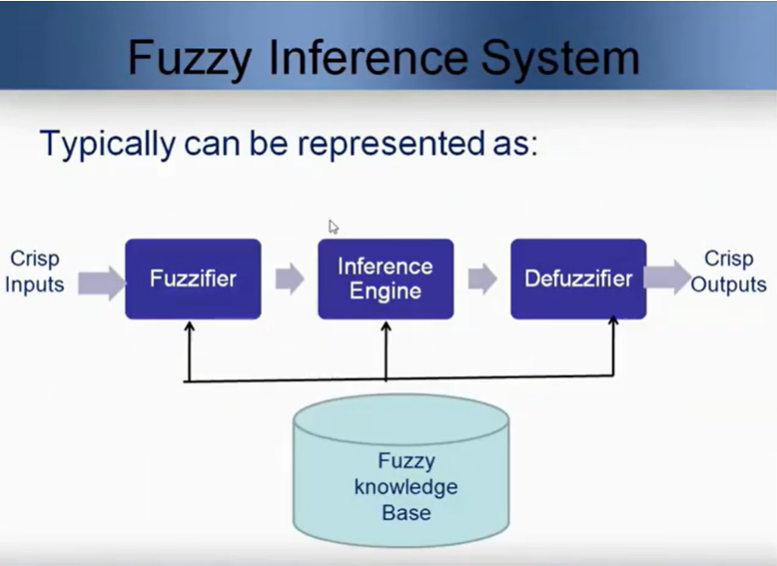 Fuzzy Inference System
Typically can be represented as:
Crisp
Inputs
Fuzzifier
Inference
Engine
Defuzzifier
Crisp
Outputs
Fuzzy
knowledge
Base